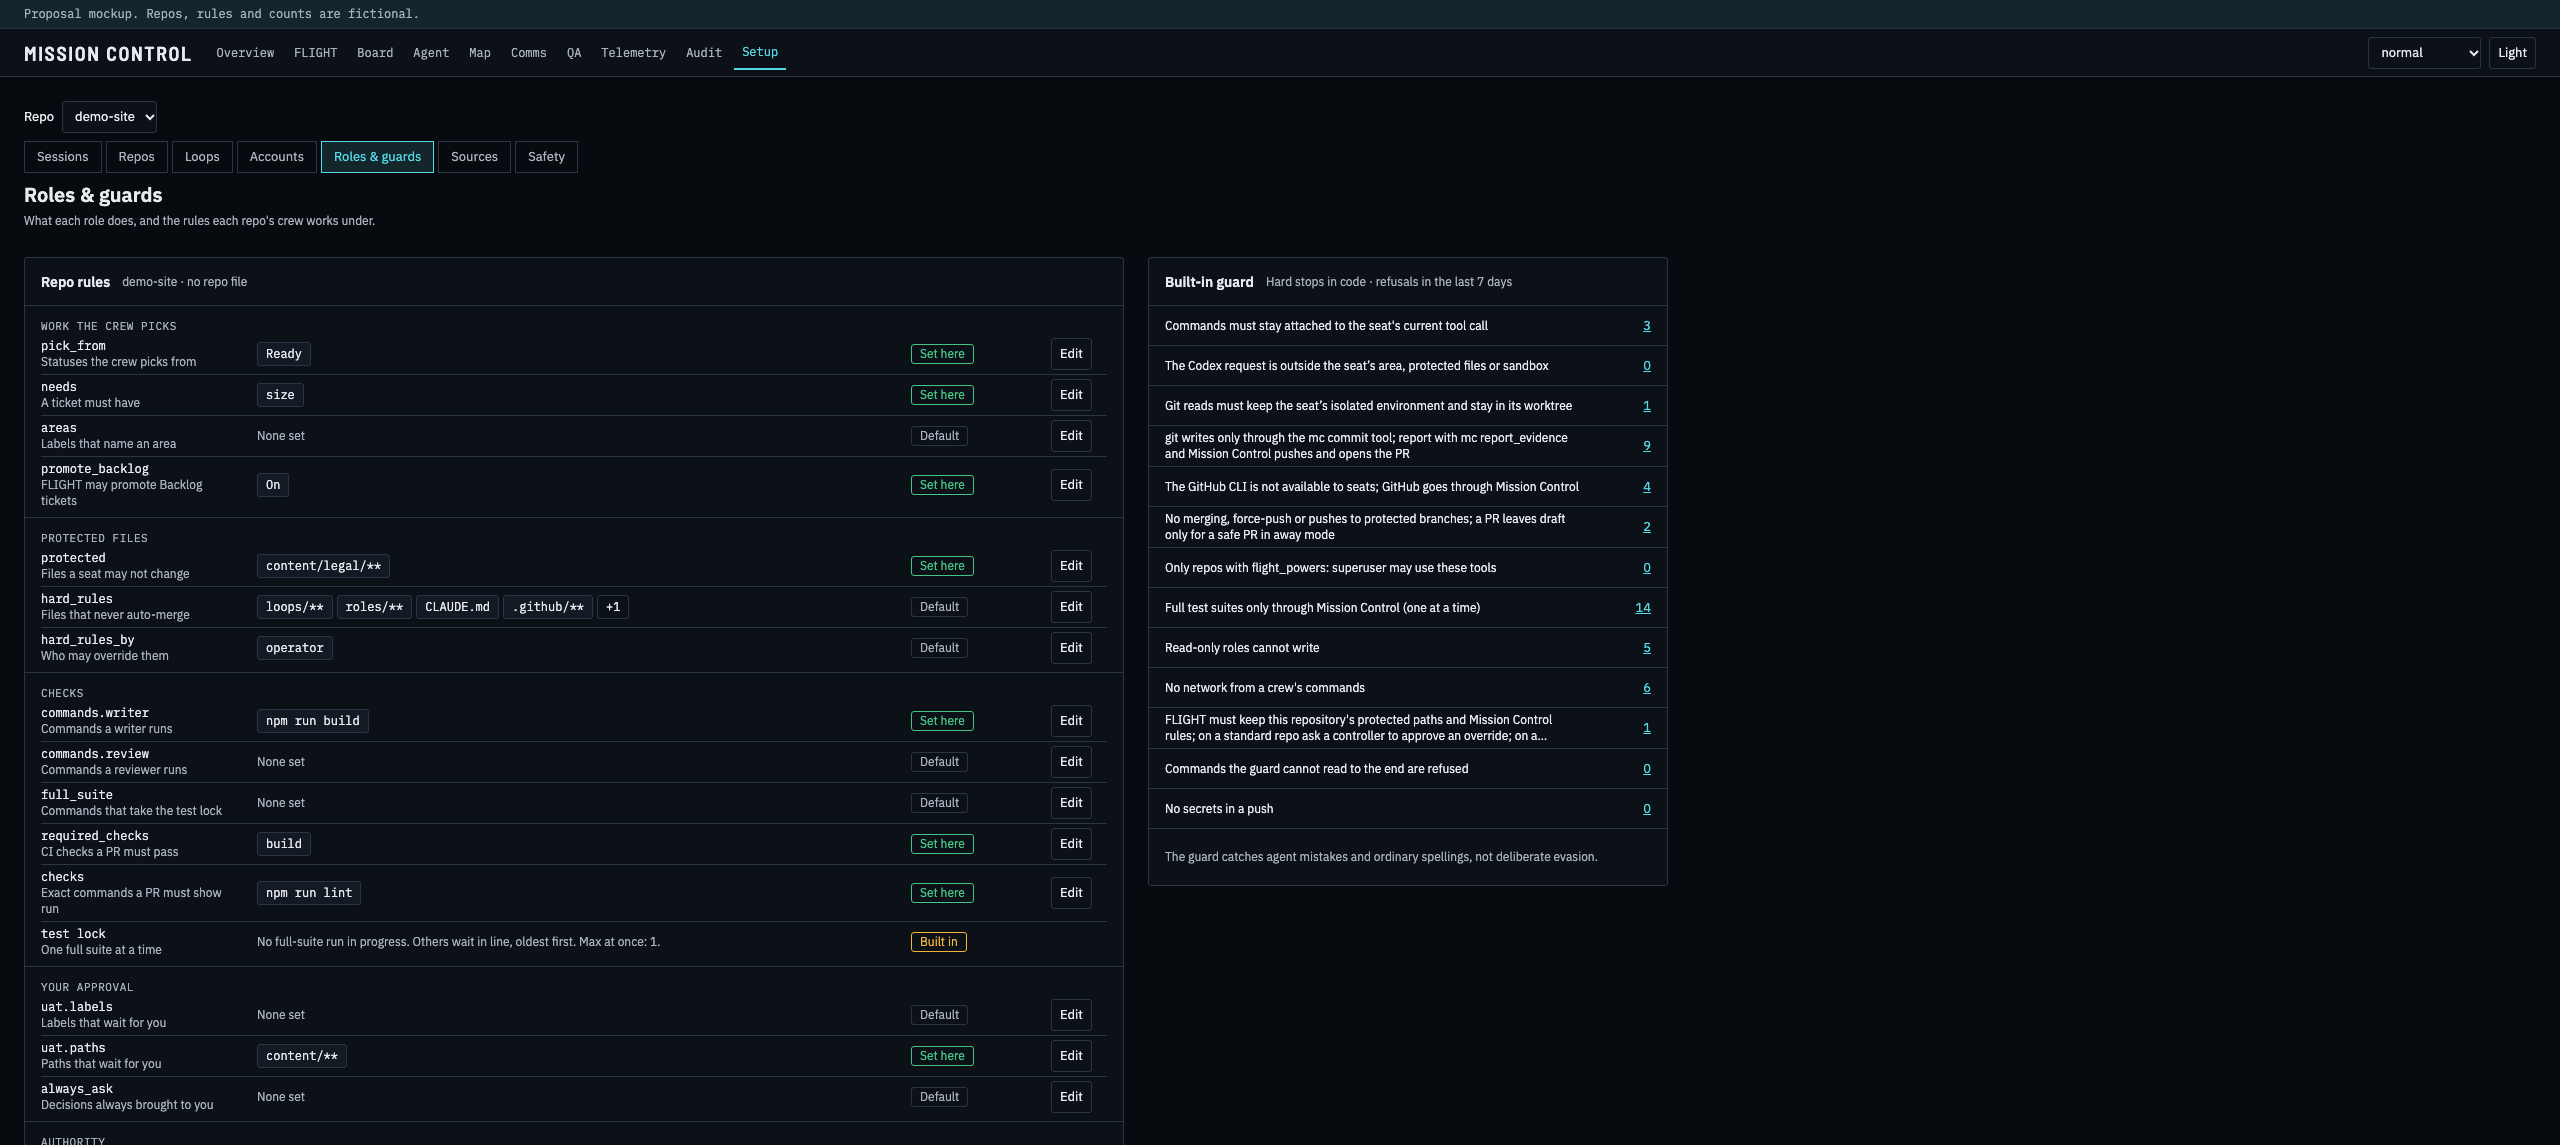 Proposal mockup. Repos, rules and counts are fictional.
MISSION CONTROL Overview FLIGHT Board Agent Map Comms QA Telemetry Audit Setup normal Light
Repo demo-site
Sessions Repos Loops Accounts Roles & guards Sources Safety
Roles & guards
What each role does, and the rules each repo's crew works under.
Repo rules demo-site · no repo file
WORK THE CREW PICKS
pick_from
Statuses the crew picks from
Ready Set here Edit
needs
A ticket must have
size Set here Edit
areas
Labels that name an area
None set Default Edit
promote_backlog
FLIGHT may promote Backlog
tickets
On Set here Edit
PROTECTED FILES
protected
Files a seat may not change
content/legal/** Set here Edit
hard_rules
Files that never auto-merge
loops/** roles/** CLAUDE.md .github/** +1 Default Edit
hard_rules_by
Who may override them
operator Default Edit
CHECKS
commands.writer
Commands a writer runs
npm run build Set here Edit
commands.review
Commands a reviewer runs
None set Default Edit
full_suite
Commands that take the test lock
None set Default Edit
required_checks
CI checks a PR must pass
build Set here Edit
checks
Exact commands a PR must show
run
npm run lint Set here Edit
test lock
One full suite at a time
No full-suite run in progress. Others wait in line, oldest first. Max at once: 1. Built in
YOUR APPROVAL
uat.labels
Labels that wait for you
None set Default Edit
uat.paths
Paths that wait for you
content/** Set here Edit
always_ask
Decisions always brought to you
None set Default Edit
AUTHORITY
Built-in guard Hard stops in code · refusals in the last 7 days
Commands must stay attached to the seat's current tool call 3
The Codex request is outside the seat’s area, protected files or sandbox 0
Git reads must keep the seat’s isolated environment and stay in its worktree 1
git writes only through the mc commit tool; report with mc report_evidence
and Mission Control pushes and opens the PR 9
The GitHub CLI is not available to seats; GitHub goes through Mission Control 4
No merging, force-push or pushes to protected branches; a PR leaves draft
only for a safe PR in away mode 2
Only repos with flight_powers: superuser may use these tools 0
Full test suites only through Mission Control (one at a time) 14
Read-only roles cannot write 5
No network from a crew's commands 6
FLIGHT must keep this repository's protected paths and Mission Control
rules; on a standard repo ask a controller to approve an override; on a... 1
Commands the guard cannot read to the end are refused 0
No secrets in a push 0
The guard catches agent mistakes and ordinary spellings, not deliberate evasion.